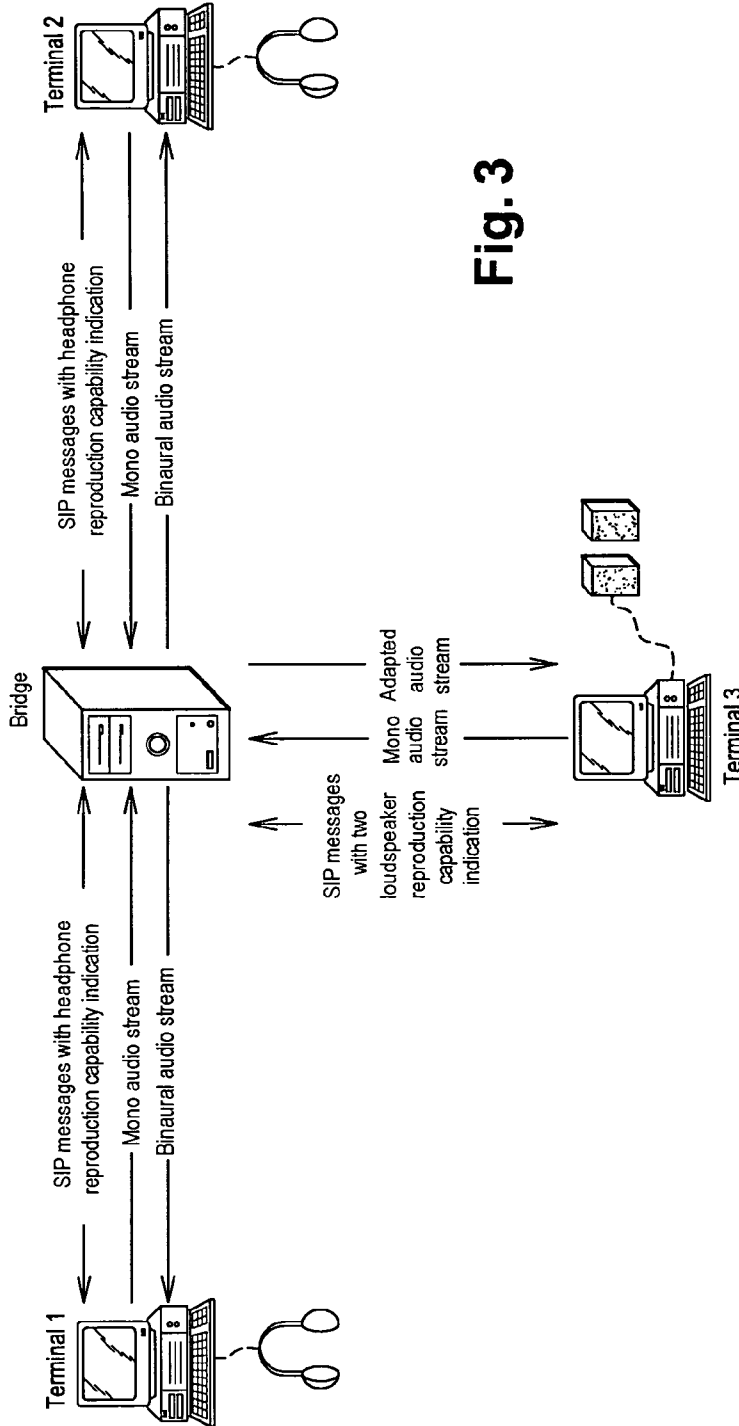 Terminal 1
SIP messages with headphone
reproduction capability indication
Mono audio stream
Binaural audio stream
Bridge
SIP messages with headphone
reproduction capability indication
Mono audio stream
Binaural audio stream
Terminal 2
SIP messages
with two
loudspeaker
reproduction
capability
indication
Mono
audio
stream
Adapted
audio
stream
Terminal 3
Fig. 3